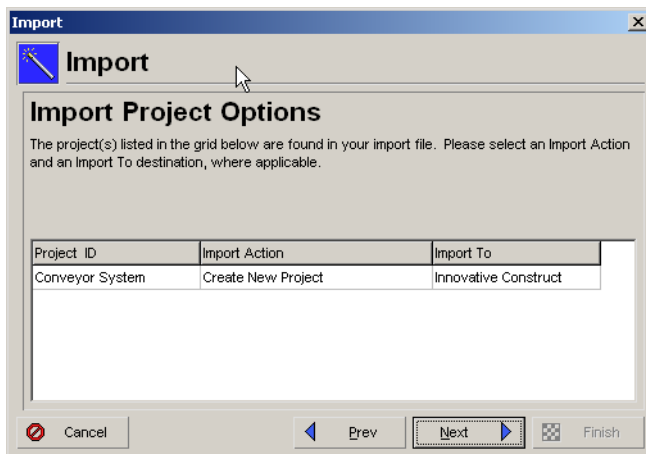 Import
Import
Import Project Options
The project(s) listed in the grid below are found in your import file. Please select an Import Action
and an Import To destination, where applicable.
Project ID Import Action Import To
Conveyor System Create New Project Innovative Construct
Cancel Prev Next Finish